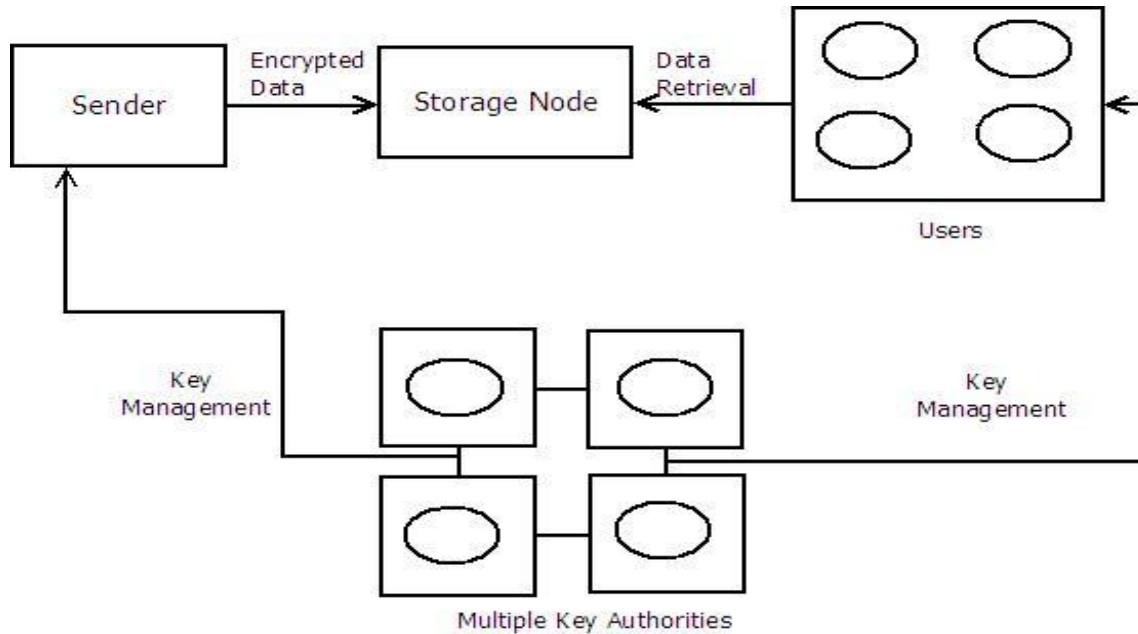 Sender
Encrypted
Data
Storage Node
Data
Retrieval
Users
Key
Management
Key
Management
Multiple Key Authorities